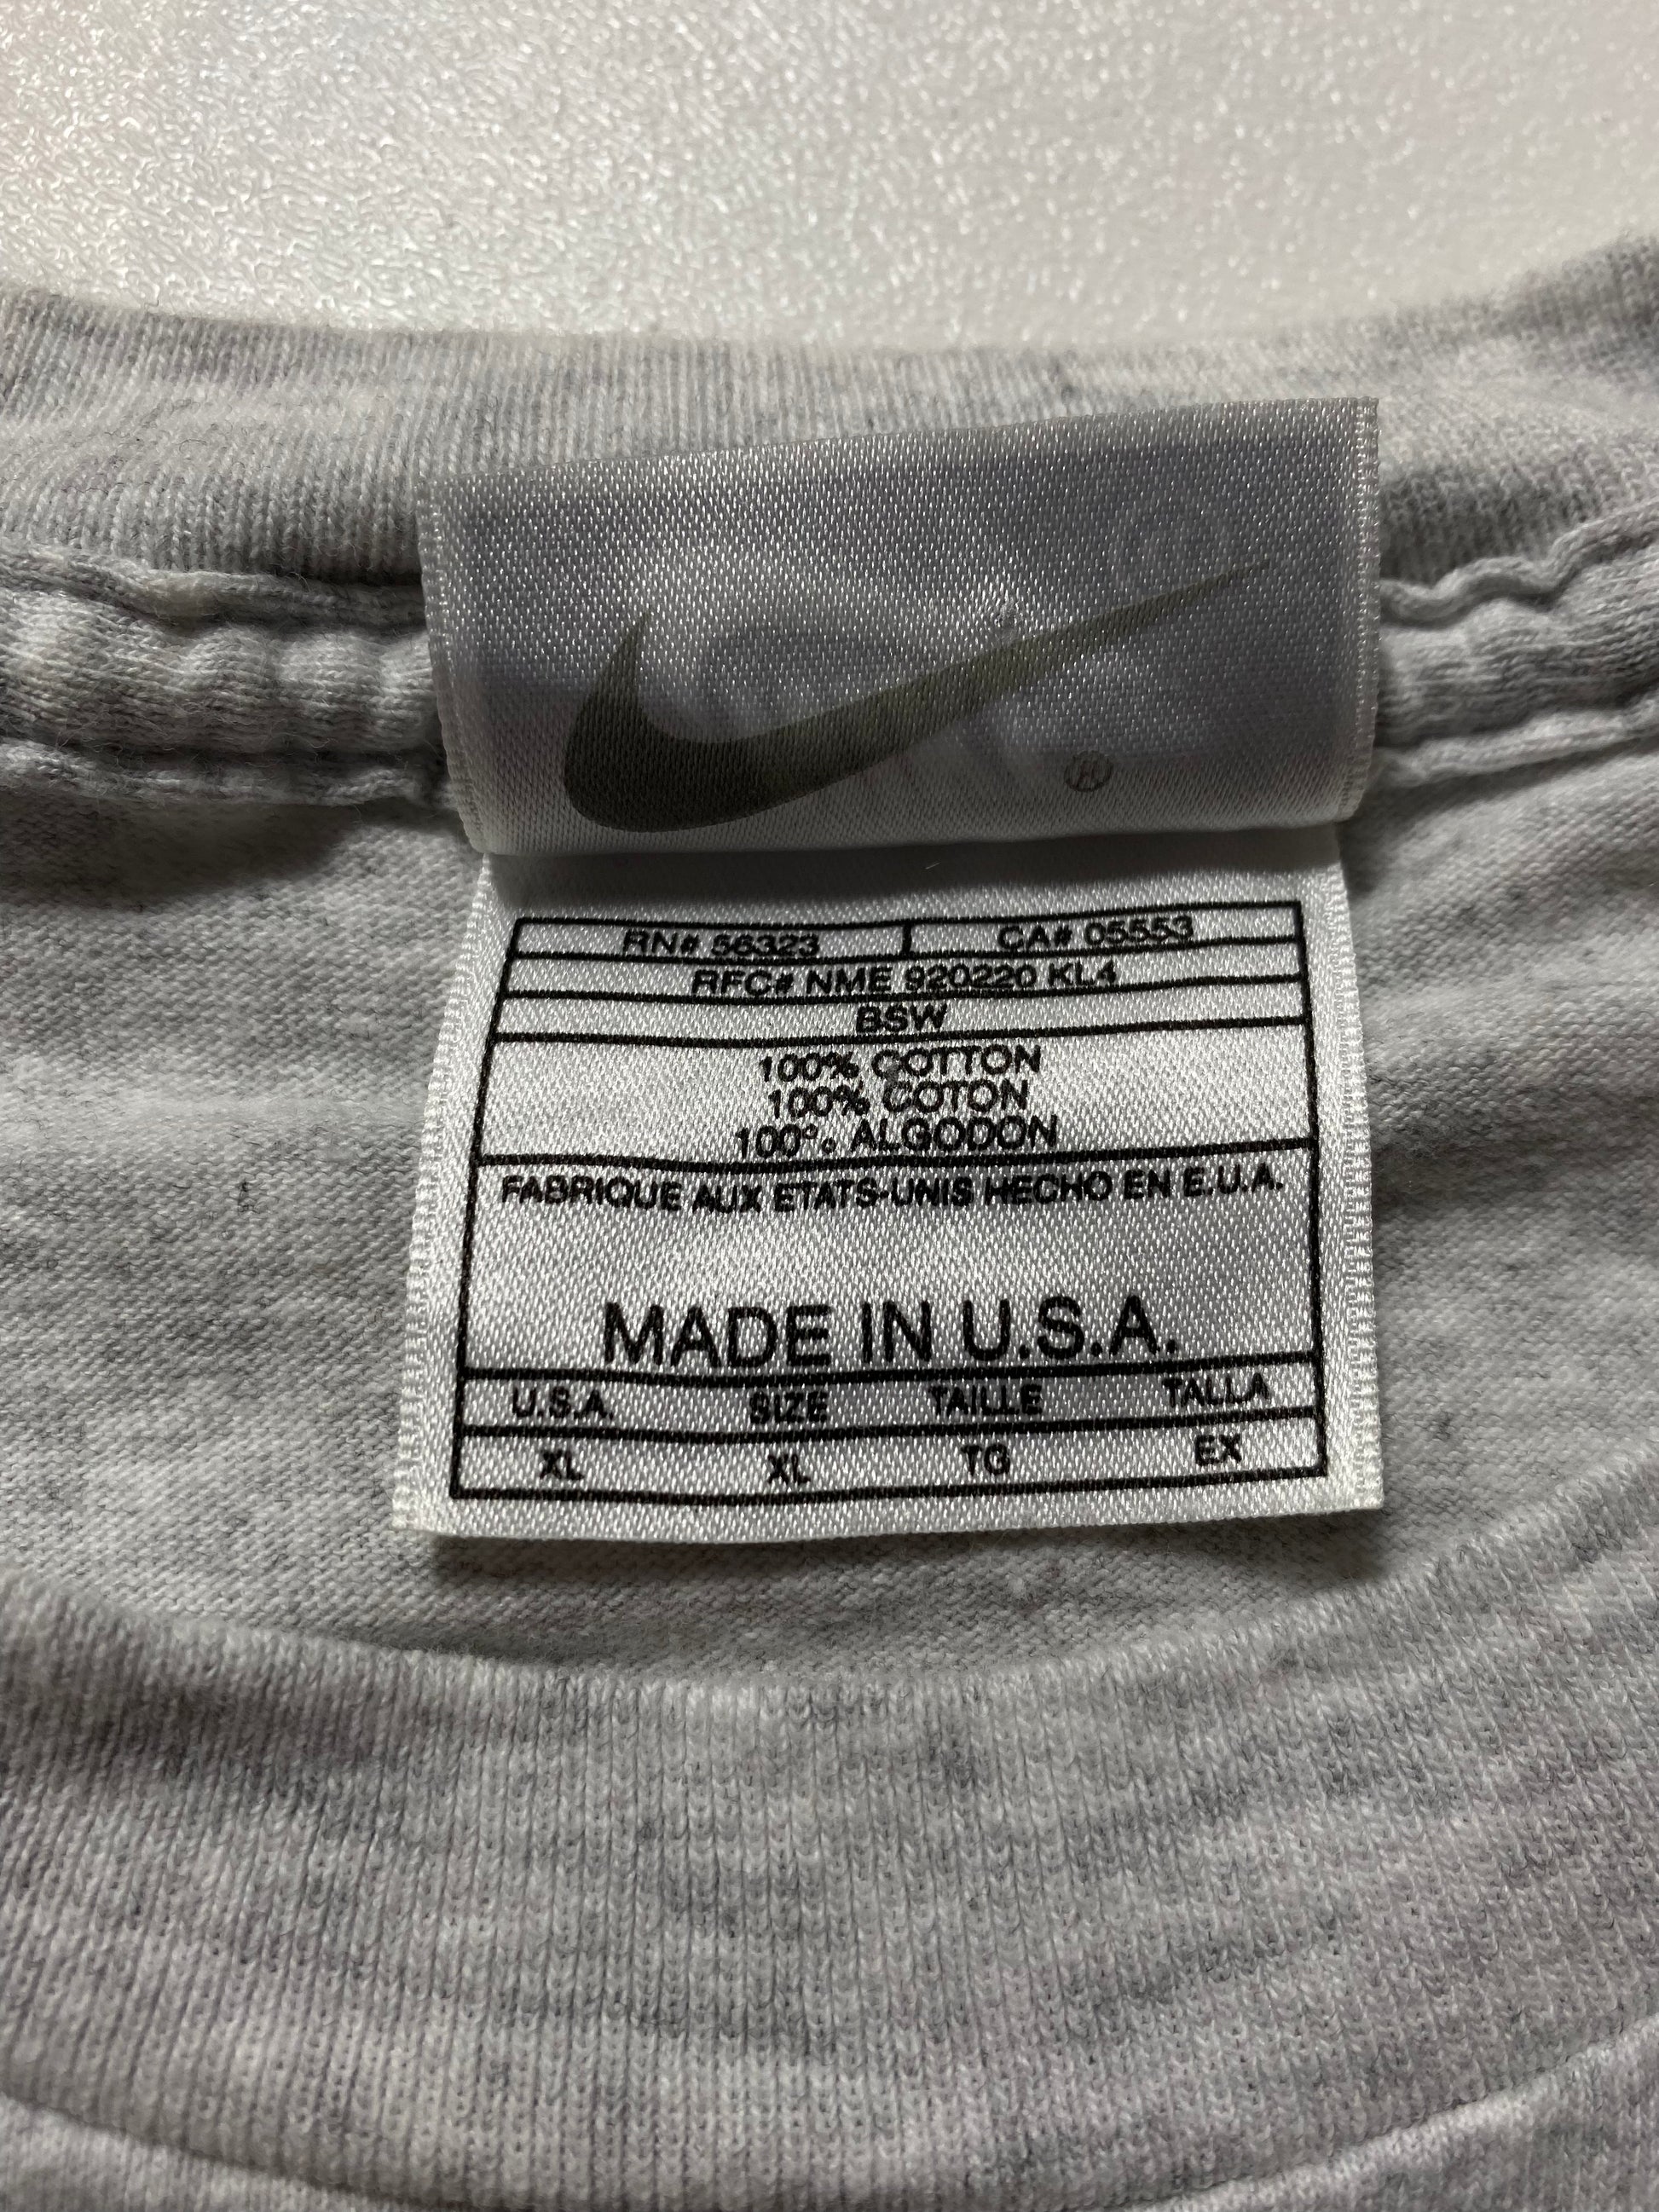 ®
RN# 56323 CA# 05553
RFC# NME 920220 KL4
BSW
100% COTTON
100% COTON
100% ALGODON
FABRIQUE AUX ETATS-UNIS HECHO EN E.U.A.
MADE IN U.S.A.
U.S.A SIZE TAILLE TALLA
XL XL TG EX